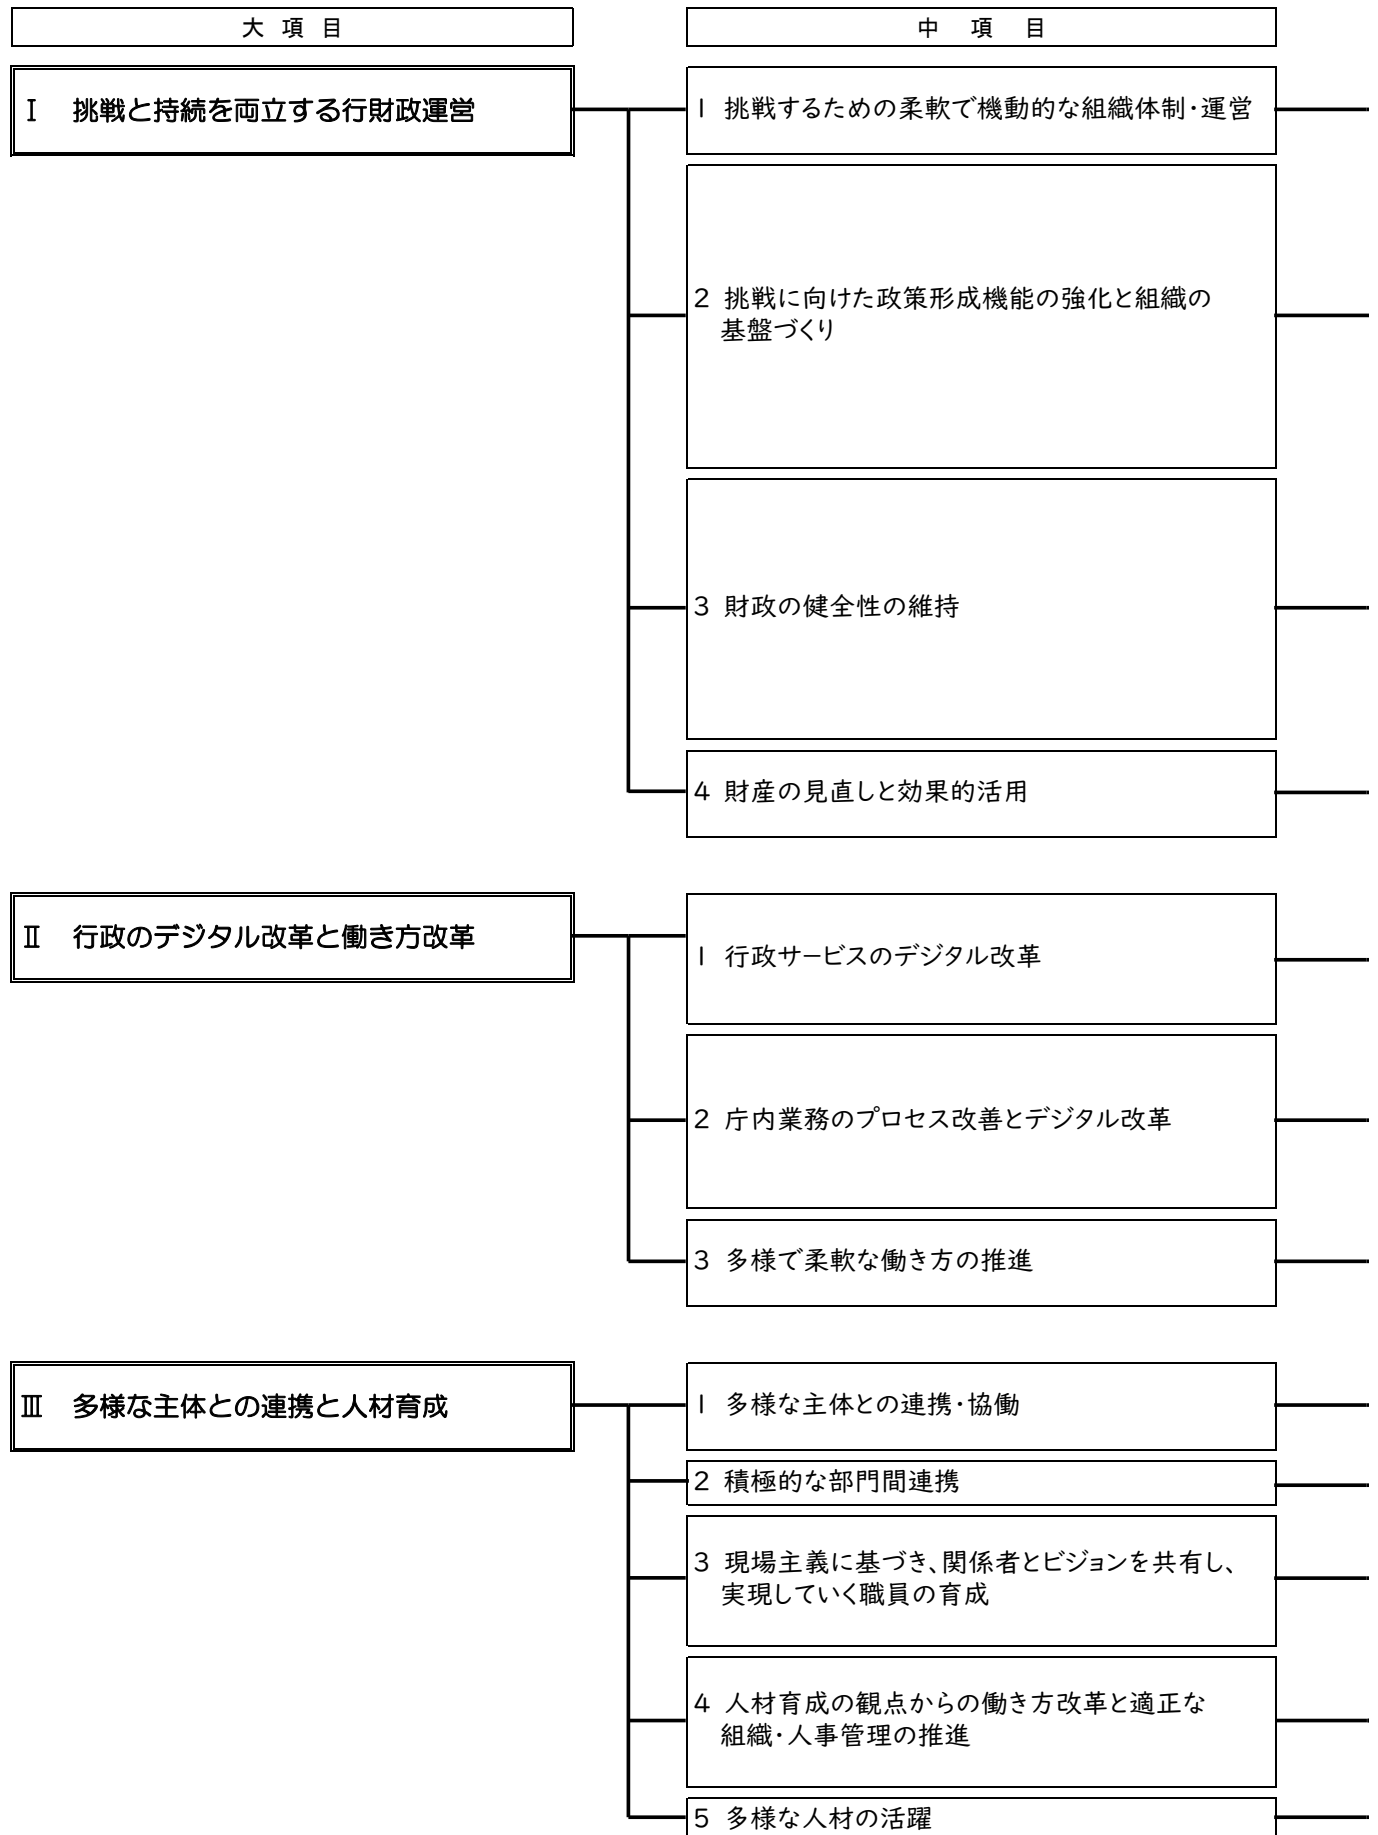 大 項 目
中 項 目
Ⅰ 挑戦と持続を両立する行財政運営
1 挑戦するための柔軟で機動的な組織体制・運営
2 挑戦に向けた政策形成機能の強化と組織の
基盤づくり
3 財政の健全性の維持
4 財産の見直しと効果的活用
Ⅱ 行政のデジタル改革と働き方改革
1 行政サービスのデジタル改革
2 庁内業務のプロセス改善とデジタル改革
3 多様で柔軟な働き方の推進
Ⅲ 多様な主体との連携と人材育成
1 多様な主体との連携・協働
2 積極的な部門間連携
3 現場主義に基づき、関係者とビジョンを共有し、
実現していく職員の育成
4 人材育成の観点からの働き方改革と適正な
組織・人事管理の推進
5 多様な人材の活躍